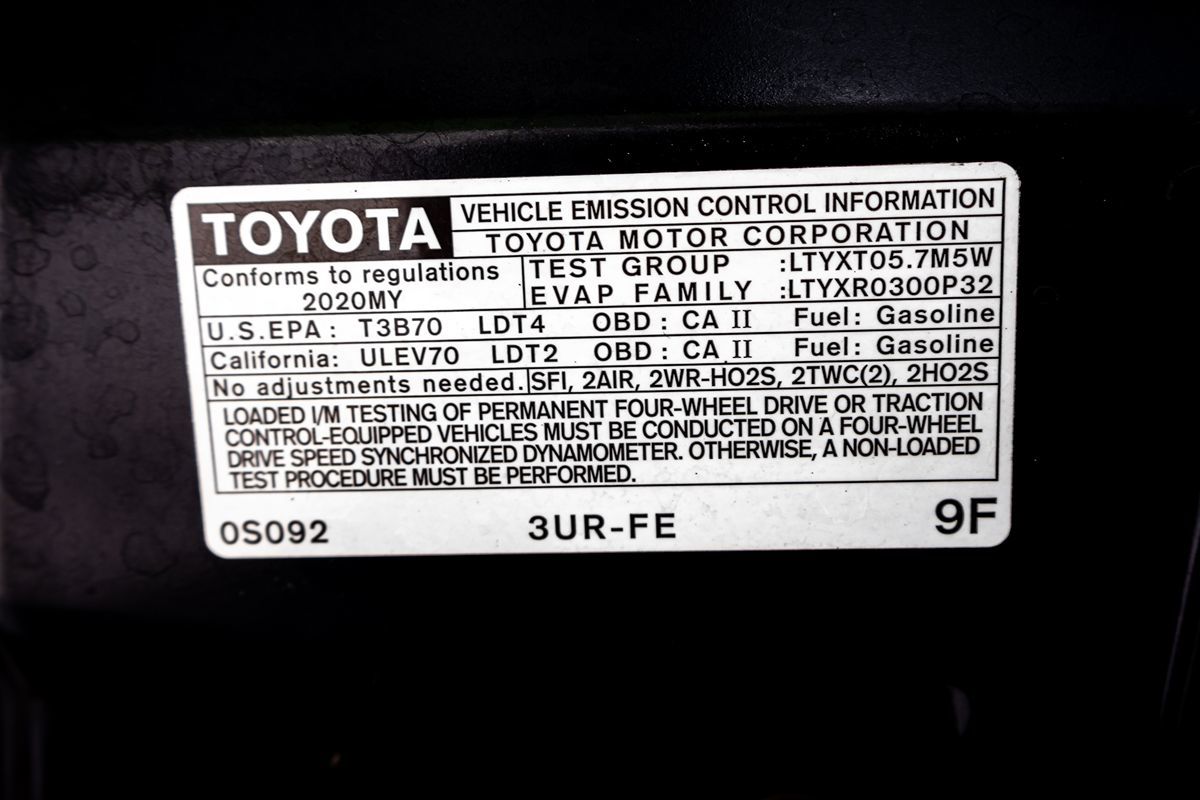 TOYOTA VEHICLE EMISSION CONTROL INFORMATION
TOYOTA MOTOR CORPORATION
Conforms to regulations
2020MY
TEST GROUP :LTYXT05.7M5W
EVAP FAMILY :LTYXR0300P32
U.S.EPA : T3B70 LDT4 OBD : CA II Fuel: Gasoline
California: ULEV70 LDT2 OBD : CA II Fuel: Gasoline
No adjustments needed. SFI, 2AIR, 2WR-HO2S, 2TWC(2), 2HO2S
LOADED I/M TESTING OF PERMANENT FOUR-WHEEL DRIVE OR TRACTION
CONTROL-EQUIPPED VEHICLES MUST BE CONDUCTED ON A FOUR-WHEEL
DRIVE SPEED SYNCHRONIZED DYNAMOMETER. OTHERWISE, A NON-LOADED
TEST PROCEDURE MUST BE PERFORMED.
0S092 3UR-FE 9F